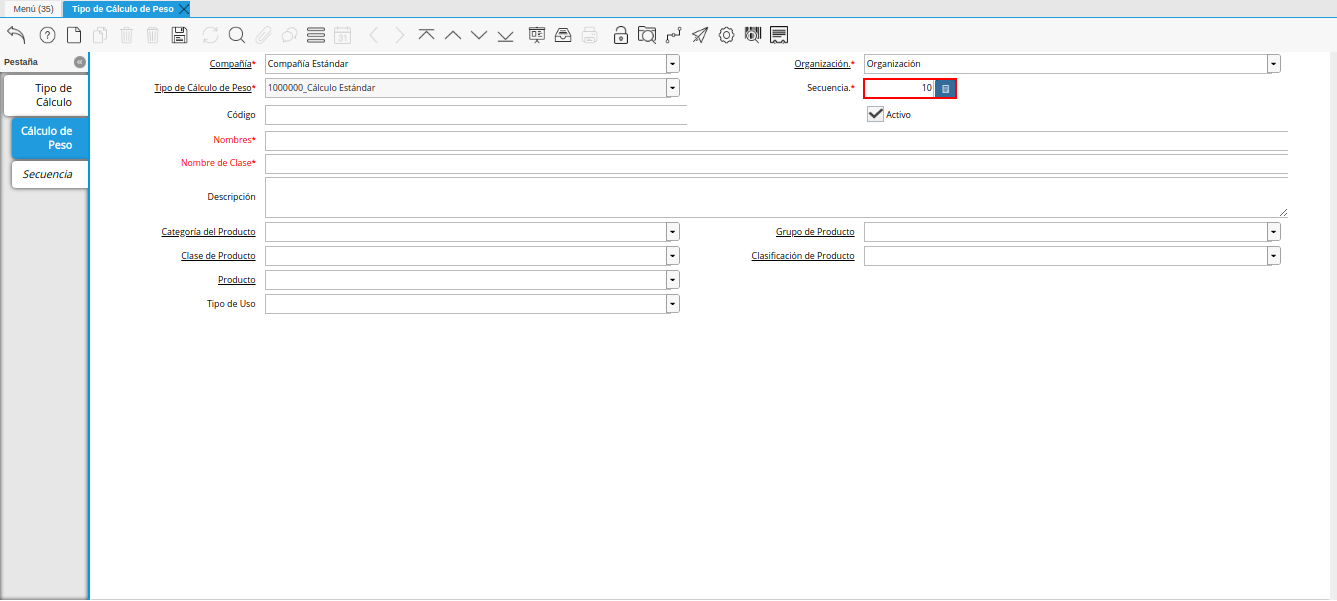 Menú (35)
Tipo de Cálculo de Peso
31
Pestaña
Tipo de
Cálculo
Cálculo de
Peso
Secuencia
Compañía*
Compañía Estándar
Organización.*
Organización
Tipo de Cálculo de Peso*
1000000_Cálculo Estándar
Secuencia.*
10
Código
Activo
Nombres*
Nombre de Clase*
Descripción
Categoría del Producto
Grupo de Producto
Clase de Producto
Clasificación de Producto
Producto
Tipo de Uso